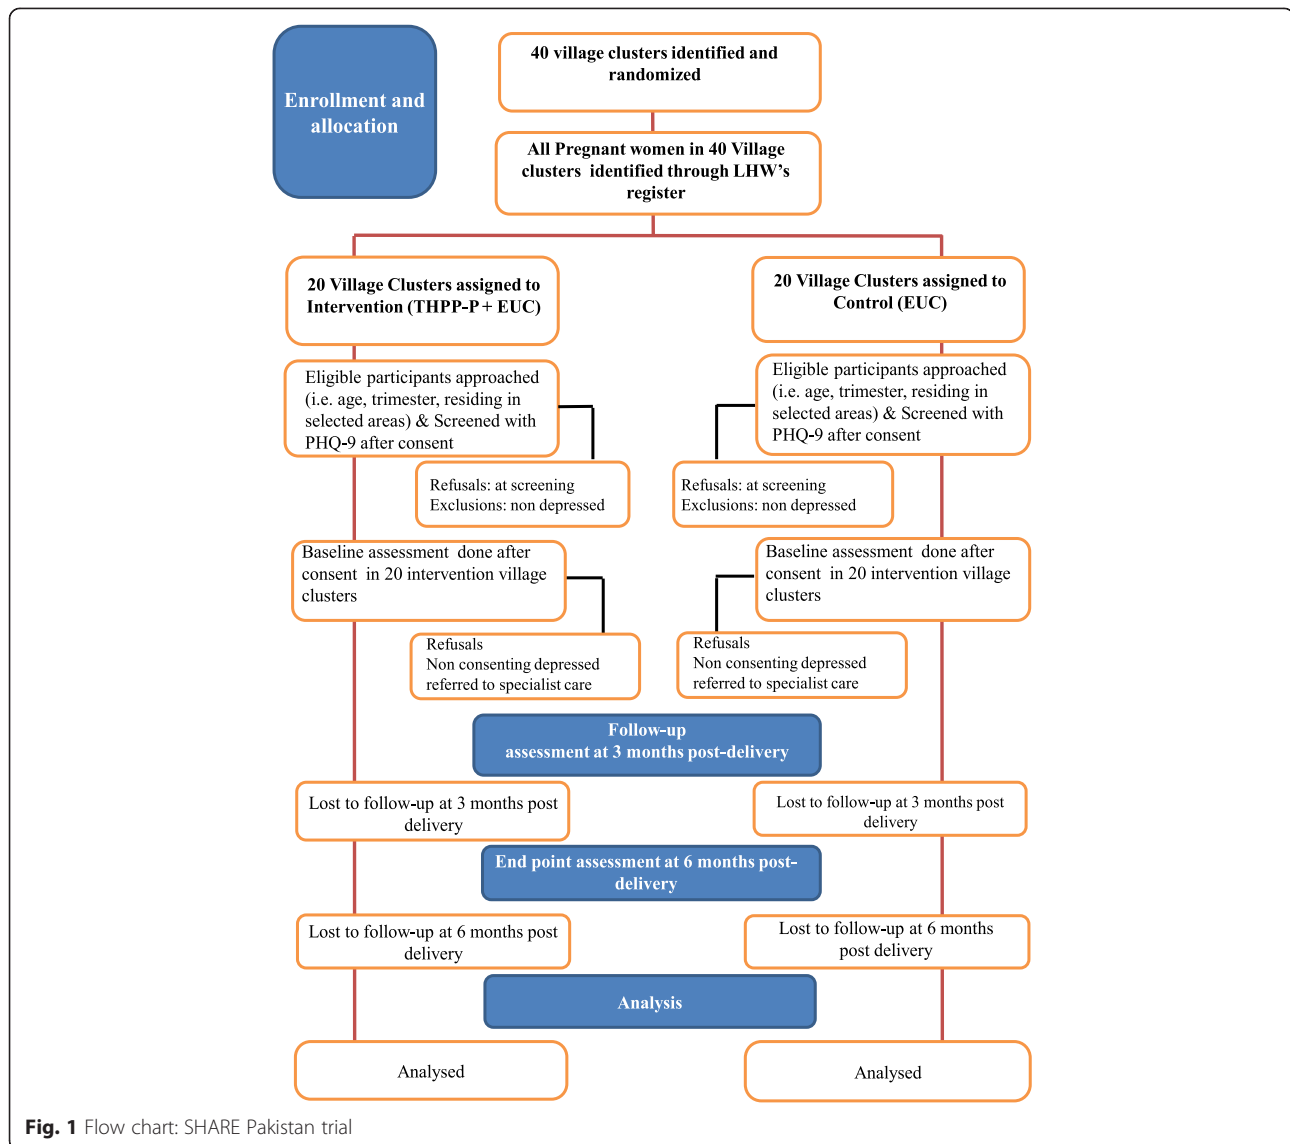 Enrollment and
allocation
40 village clusters identified and
randomized
All Pregnant women in 40 Village
clusters identified through LHW's
register
20 Village Clusters assigned to
Intervention (THPP-P + EUC)
20 Village Clusters assigned to
Control (EUC)
Eligible participants approached
(i.e. age, trimester, residing in
selected areas) & Screened with
PHQ-9 after consent
Eligible participants approached
(i.e. age, trimester, residing in
selected areas) & Screened with
PHQ-9 after consent
Refusals: at screening
Exclusions: non depressed
Refusals: at screening
Exclusions: non depressed
Baseline assessment done after
consent in 20 intervention village
clusters
Baseline assessment done after
consent in 20 intervention village
clusters
Refusals
Non consenting depressed
referred to specialist care
Refusals
Non consenting depressed
referred to specialist care
Follow-up
assessment at 3 months post-delivery
Lost to follow-up at 3 months post
delivery
Lost to follow-up at 3 months post
delivery
End point assessment at 6 months post-
delivery
Lost to follow-up at 6 months post
delivery
Lost to follow-up at 6 months
post delivery
Analysis
Analysed
Analysed
Fig. 1 Flow chart: SHARE Pakistan trial